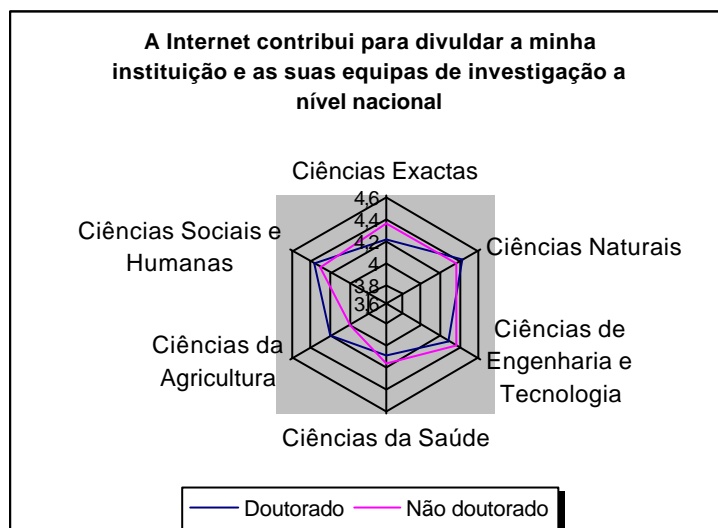 A Internet contribui para divuldar a minha
instituição e as suas equipas de investigação a
nível nacional
Ciências Exactas
4,6
4,4
4,2
4
3,8
3,6
Ciências Naturais
Ciências de
Engenharia e
Tecnologia
Ciências da Saúde
Ciências da
Agricultura
Ciências Sociais e
Humanas
Doutorado
Não doutorado